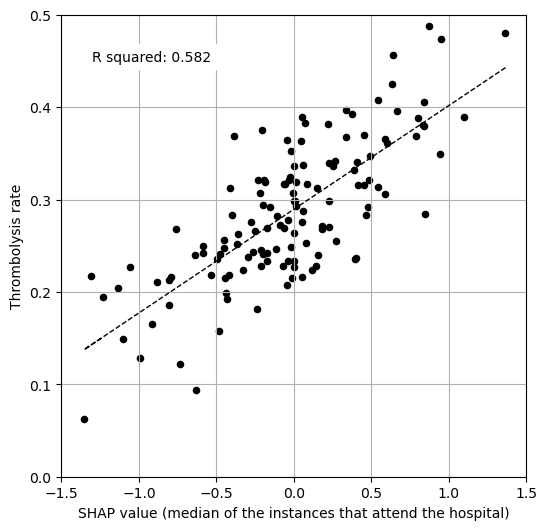 R squared: 0.582
Thrombolysis rate
0.5
0.4
0.3
0.2
0.1
0.0
−1.5 −1.0 −0.5 0.0 0.5 1.0 1.5
SHAP value (median of the instances that attend the hospital)